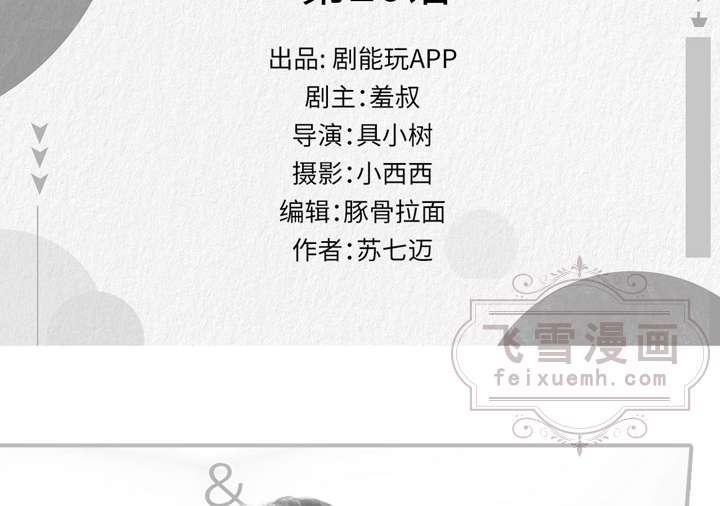 出品: 剧能玩APP
剧主:羞叔
导演:具小树
摄影:小西西
编辑:豚骨拉面
作者:苏七迈
飞雪漫画
feixuemh.com
&